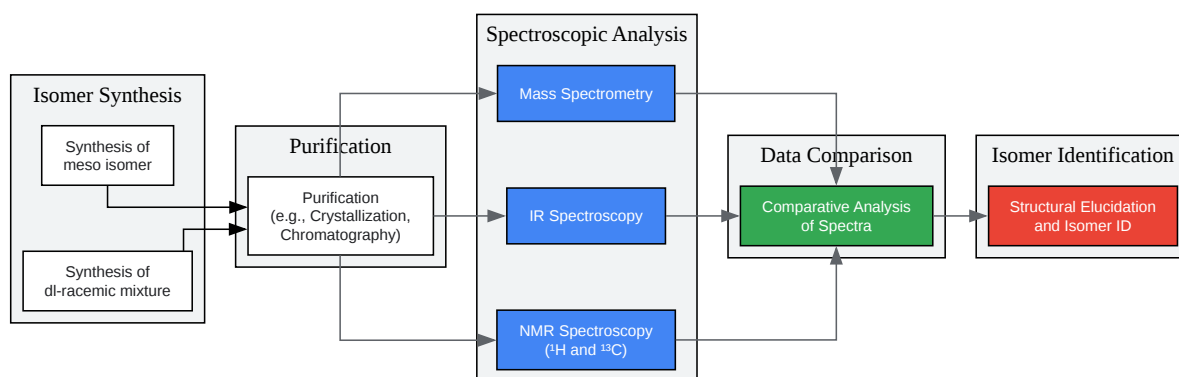 Isomer Synthesis
Synthesis of
meso isomer
Synthesis of
dl-racemic mixture
Purification
Purification
(e.g., Crystallization,
Chromatography)
Spectroscopic Analysis
Mass Spectrometry
IR Spectroscopy
NMR Spectroscopy
(¹H and ¹³C)
Data Comparison
Comparative Analysis
of Spectra
Isomer Identification
Structural Elucidation
and Isomer ID